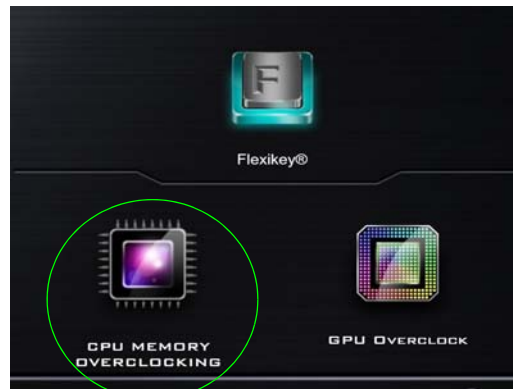 F
Flexikey®
CPU MEMORY
OVERCLOCKING
GPU OVERCLOCK